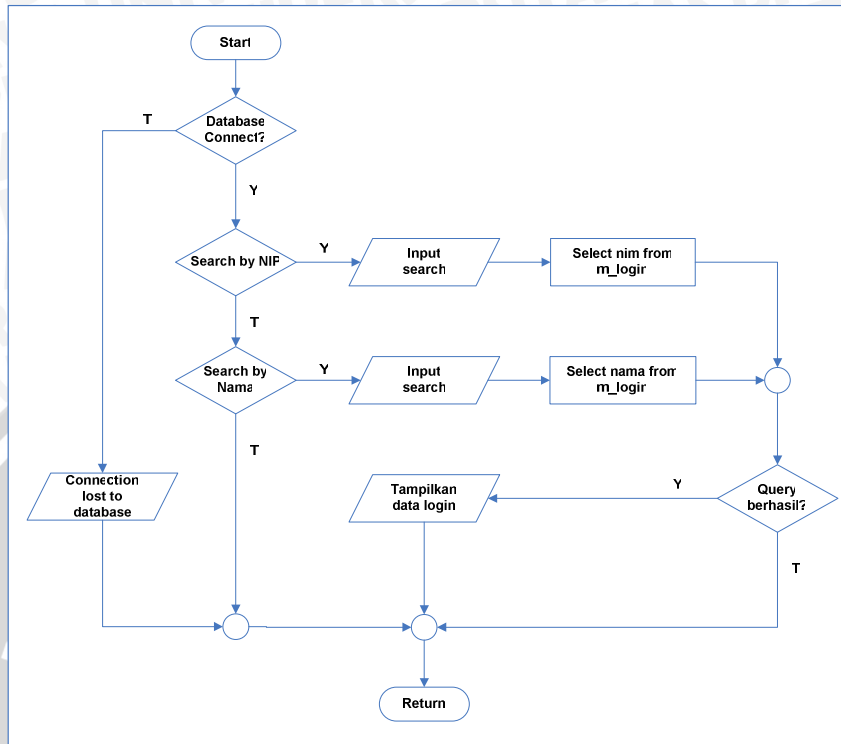 Start
T
Database
Connect?
Y
Search by NIP
Y
Input
search
Select nim from
m_login
T
Search by
Nama
Y
Input
search
Select nama from
m_login
T
Connection
lost to
database
Tampilkan
data login
Y
Query
berhasil?
T
Return